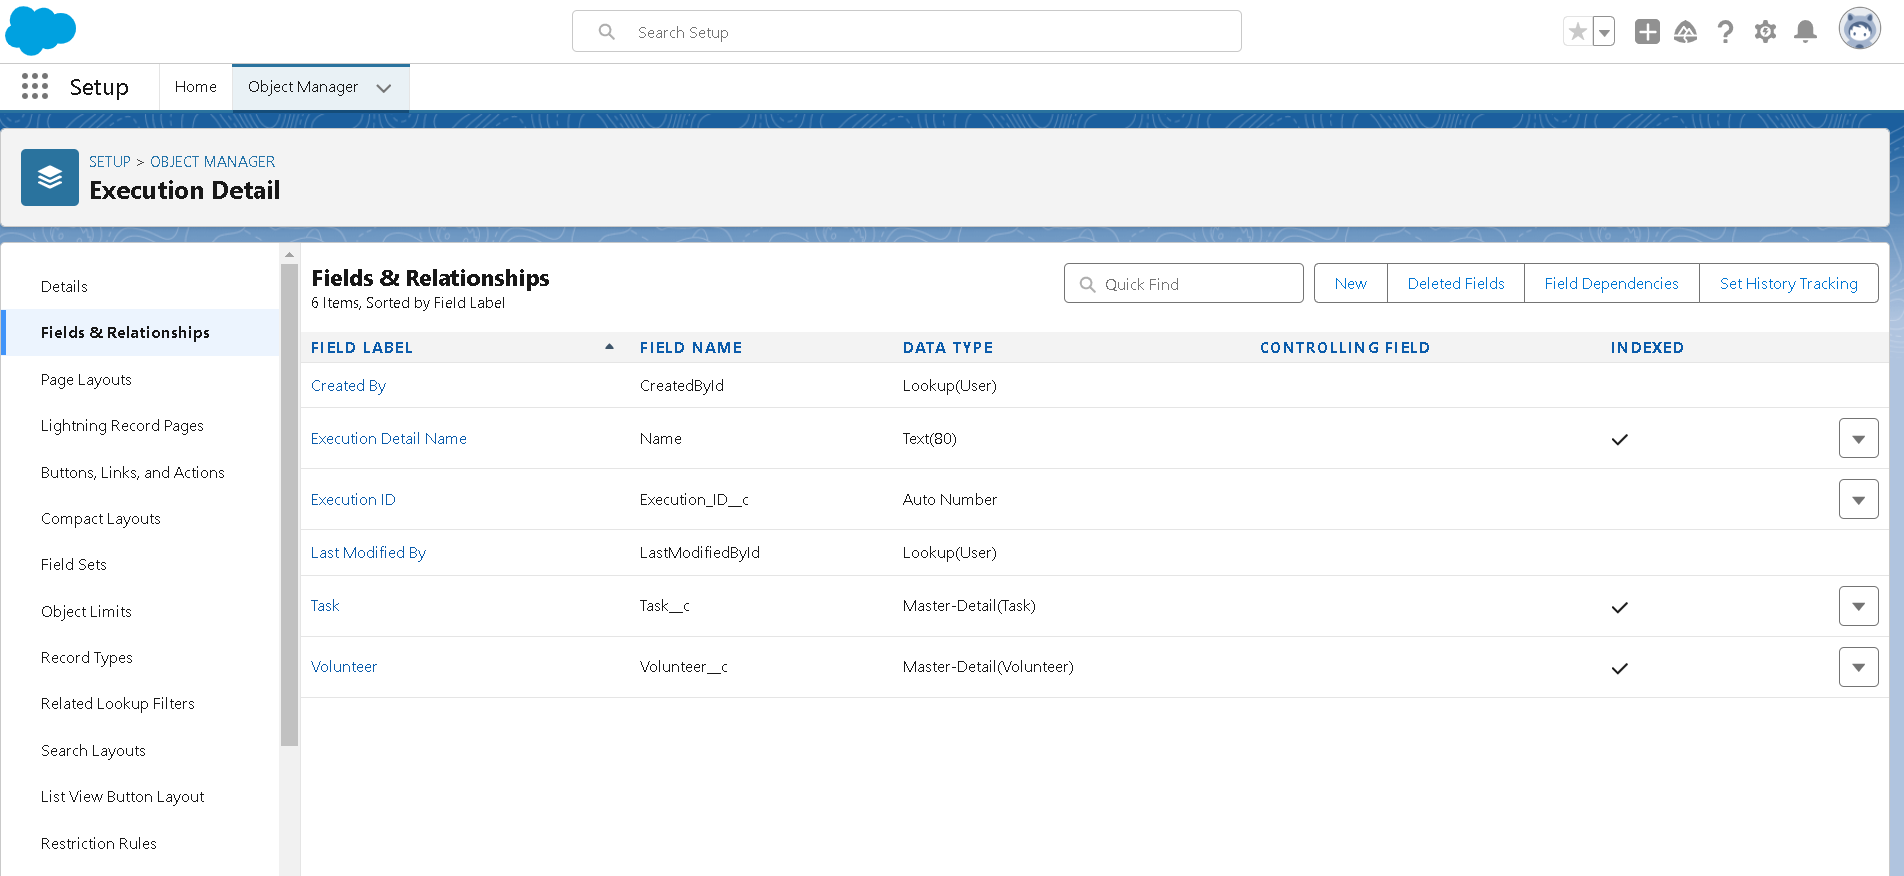 Search Setup
Setup
Home
Object Manager
SETUP > OBJECT MANAGER
Execution Detail
Details
Fields & Relationships
Page Layouts
Lightning Record Pages
Buttons, Links, and Actions
Compact Layouts
Field Sets
Object Limits
Record Types
Related Lookup Filters
Search Layouts
List View Button Layout
Restriction Rules
Fields & Relationships
6 Items, Sorted by Field Label
Quick Find
New
Deleted Fields
Field Dependencies
Set History Tracking
FIELD LABEL FIELD NAME DATA TYPE CONTROLLING FIELD INDEXED
Created By CreatedById Lookup(User)
Execution Detail Name Name Text(80)
Execution ID Execution_ID__c Auto Number
Last Modified By LastModifiedById Lookup(User)
Task Task__c Master-Detail(Task)
Volunteer Volunteer__c Master-Detail(Volunteer)